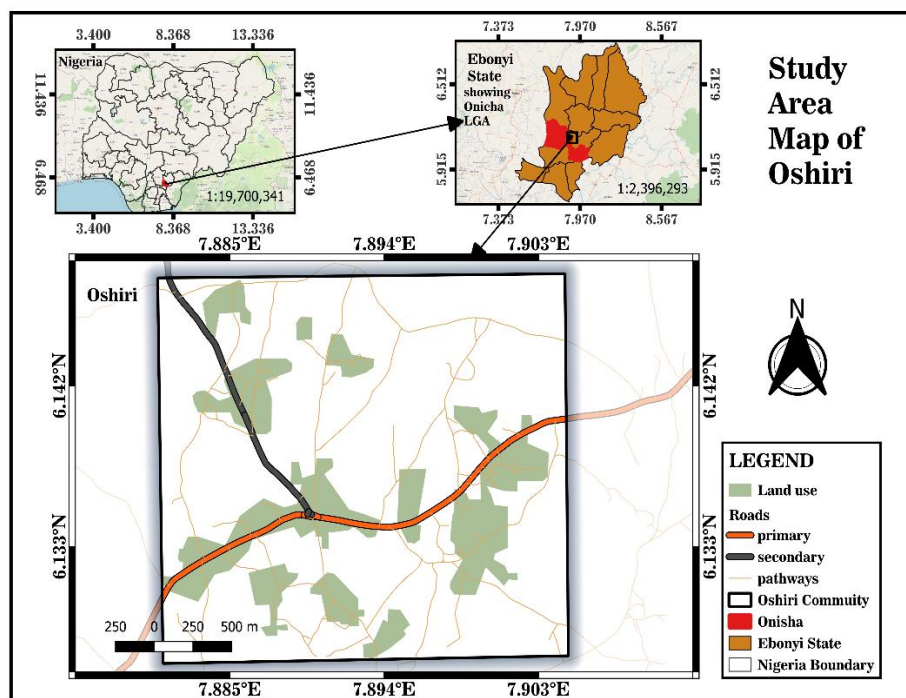 3.400 8.368 13.336
Nigeria
11.436
6.468
11.436
6.468
1:19,700,341
3.400 8.368 13.336
7.373 7.970 8.567
Ebonyi
State
showing
Onicha
LGA
6.512
5.915
6.512
5.915
1:2,396,293
7.373 7.970 8.567
Study
Area
Map of
Oshiri
7.885°E 7.894°E 7.903°E
Oshiri
6.142°N
6.133°N
6.142°N
6.133°N
250 0 250 500 m
7.885°E 7.894°E 7.903°E
N
LEGEND
Land use
Roads
primary
secondary
pathways
Oshiri Commuity
Onisha
Ebonyi State
Nigeria Boundary